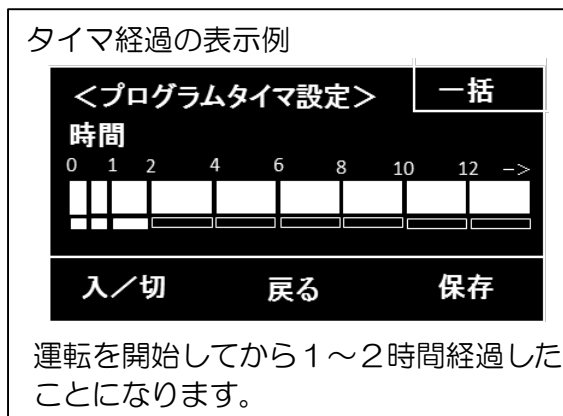 タイマ経過の表示例
＜プログラムタイマ設定＞ 一括
時間
0 1 2 4 6 8 10 12 ->
入／切 戻る 保存
運転を開始してから１～２時間経過した
ことになります。